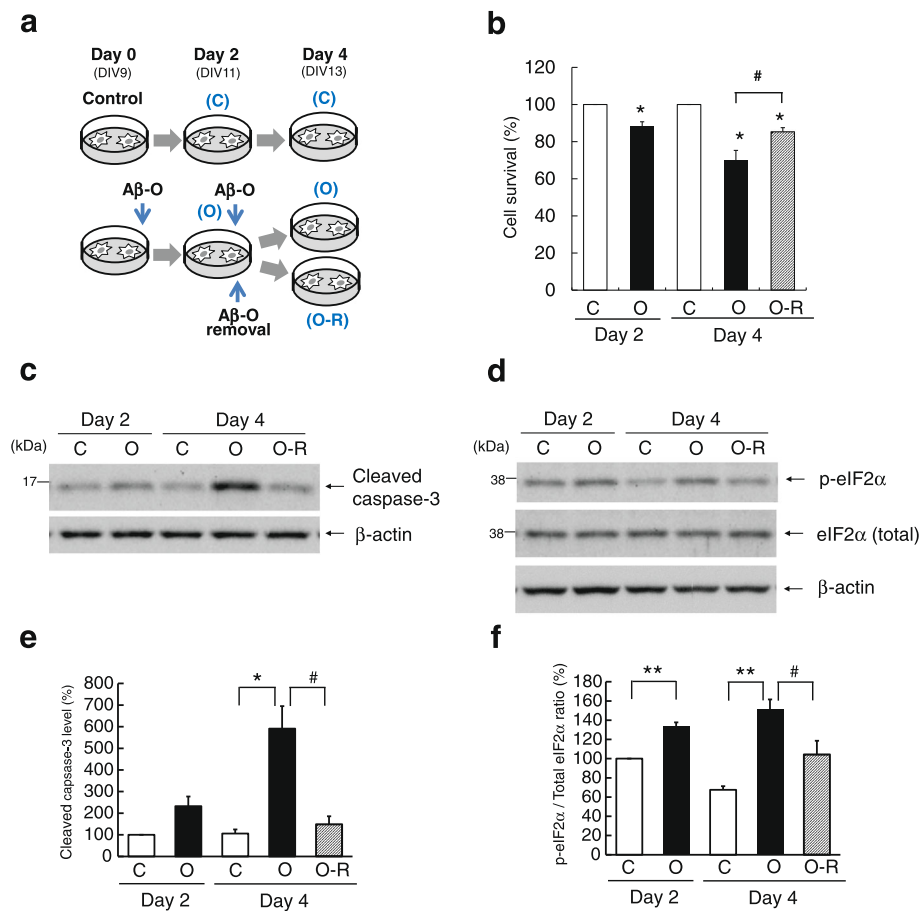 a
Day 0 Day 2 Day 4
(DIV9) (DIV11) (DIV13)
Control (C) (C)
Aβ-O Aβ-O (O)
(O)
Aβ-O
removal
(O-R)
b
Cell survival (%)
120
100
80
60
40
20
0
*
*
*
#
C O C O O-R
Day 2 Day 4
c
Day 2 Day 4
(kDa) C O C O O-R
17
Cleaved
caspase-3
β-actin
d
Day 2 Day 4
(kDa) C O C O O-R
38 p-eIF2α
38 eIF2α (total)
β-actin
e
Cleaved capsase-3 level (%)
800
700
600
500
400
300
200
100
0
* #
C O C O O-R
Day 2 Day 4
f
p-eIF2α / Total eIF2α ratio (%)
180
160
140
120
100
80
60
40
20
0
** ** #
C O C O O-R
Day 2 Day 4